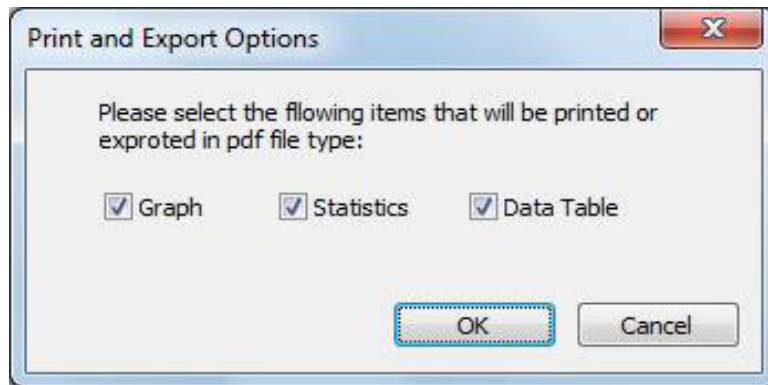 Print and Export Options
Please select the fllowing items that will be printed or
exproted in pdf file type:
Graph Statistics Data Table
OK Cancel